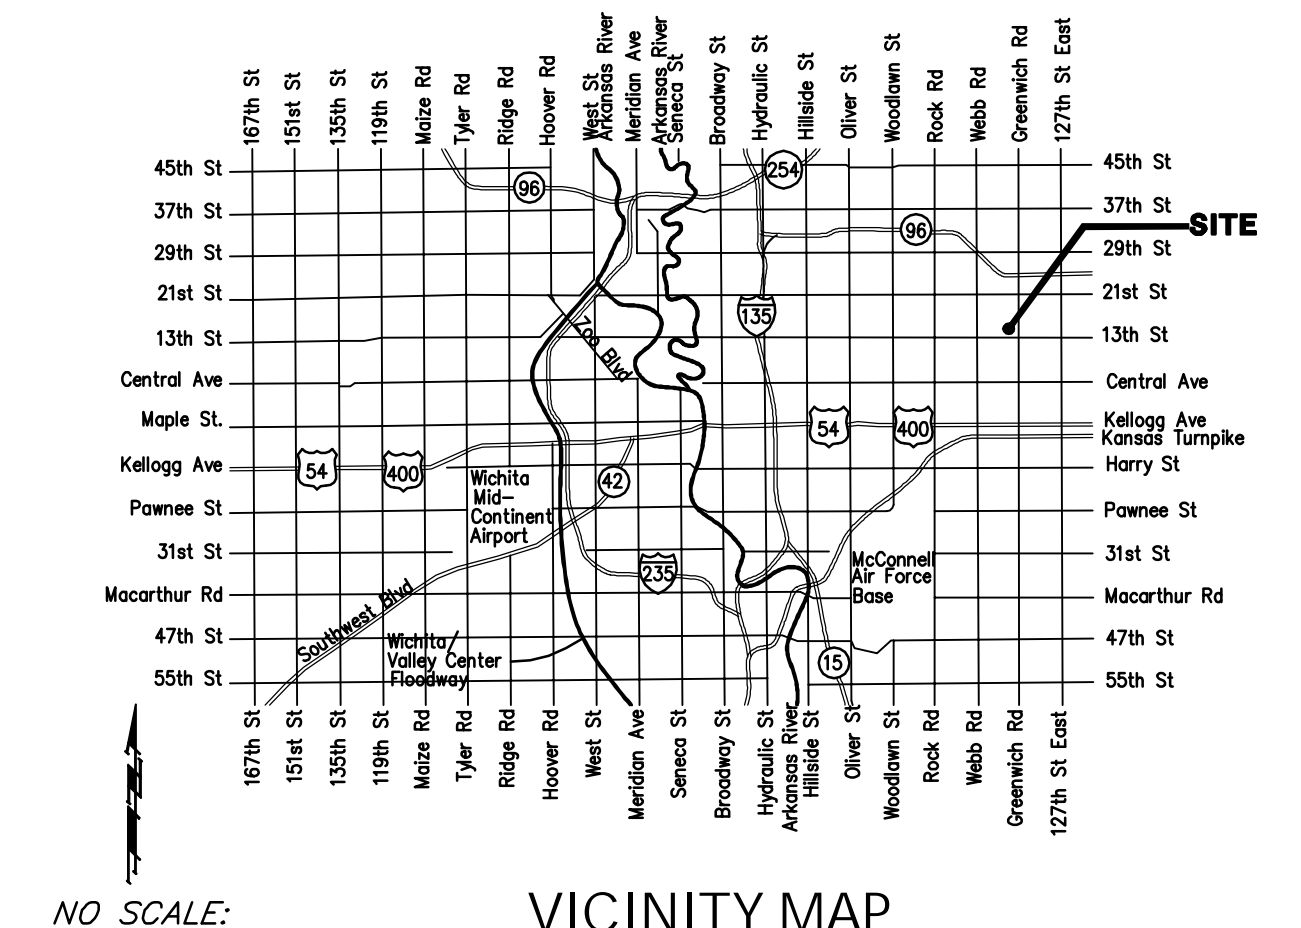 167th St
151st St
135th St
119th St
Maize Rd
Tyler Rd
Ridge Rd
Hoover Rd
West St
Arkansas River
Meridian Ave
Arkansas River
Seneca St
Broadway St
Hydraulic St
Hillside St
Oliver St
Woodlawn St
Rock Rd
Webb Rd
Greenwich Rd
127th St East
45th St
37th St
29th St
21st St
13th St
Central Ave
Maple St.
Kellogg Ave
Pawnee St
31st St
Macarthur Rd
47th St
55th St
96
254
96
135
Zoo Blvd
54
400
54
400
42
Wichita
Mid-
Continent
Airport
235
McConnell
Air Force
Base
Southwest Blvd
Wichita/
Valley Center
Floodway
15
45th St
37th St
SITE
29th St
21st St
13th St
Central Ave
Kellogg Ave
Kansas Turnpike
Harry St
Pawnee St
31st St
Macarthur Rd
47th St
55th St
167th St
151st St
135th St
119th St
Maize Rd
Tyler Rd
Ridge Rd
Hoover Rd
West St
Meridian Ave
Seneca St
Broadway St
Hydraulic St
Arkansas River
Hillside St
Oliver St
Woodlawn St
Rock Rd
Webb Rd
Greenwich Rd
127th St East
NO SCALE:
VICINITY MAP